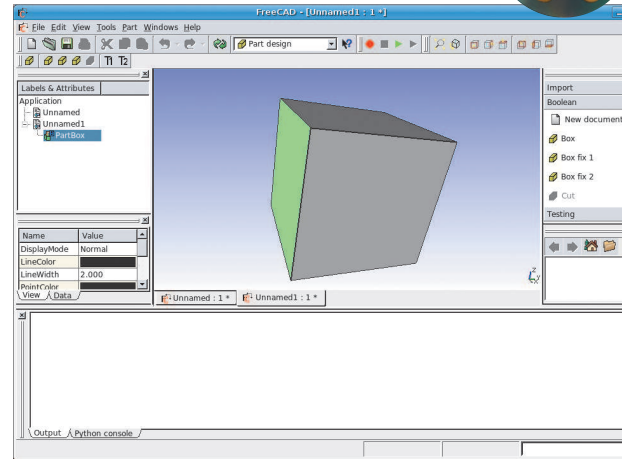 FreeCAD - [Unnamed1 : 1 *]
File Edit View Tools Part Windows Help
Part design
T1 T2
Labels & Attributes
Application
Unnamed
Unnamed1
PartBox
Name Value
DisplayMode Normal
LineColor
LineWidth 2.000
PointColor
View Data
Unnamed : 1 * Unnamed1 : 1 *
Import
Boolean
New document
Box
Box fix 1
Box fix 2
Cut
Testing
z
y
Output Python console